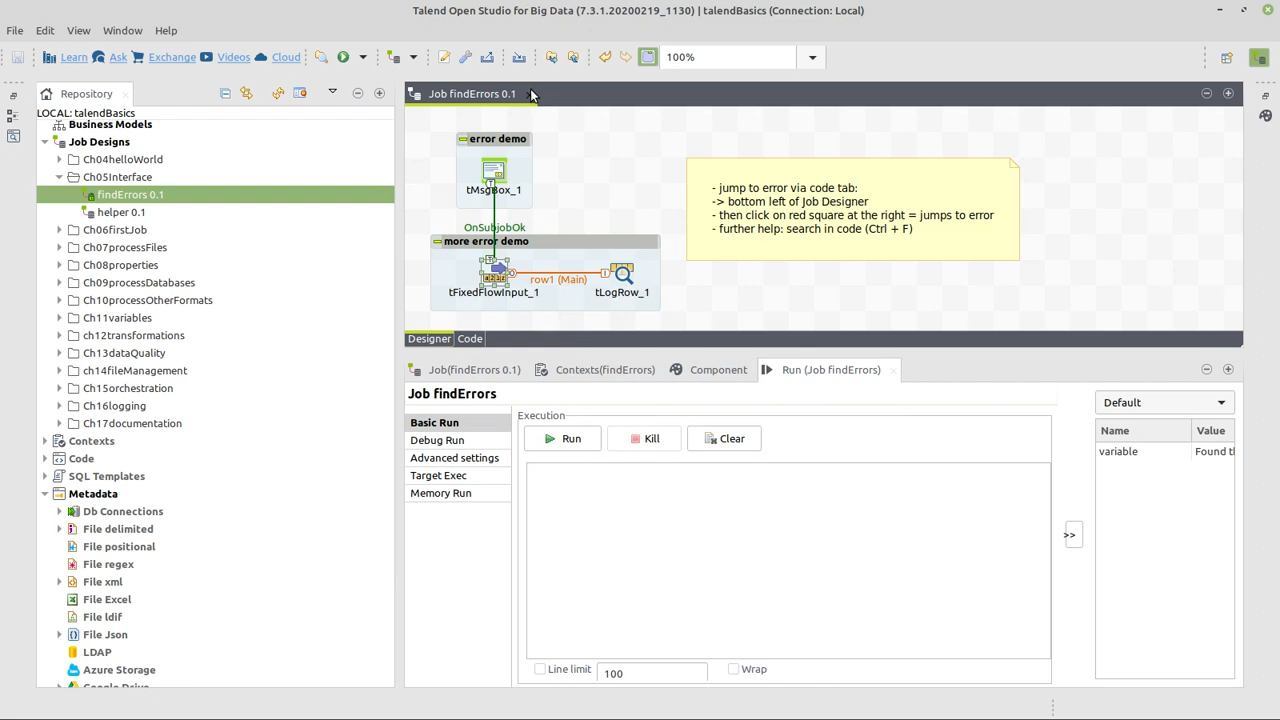 Talend Open Studio for Big Data (7.3.1.20200219_1130) | talendBasics (Connection: Local)
File Edit View Window Help
Learn Ask Exchange Videos Cloud 100%
Repository
LOCAL: talendBasics
Business Models
Job Designs
Ch04helloWorld
Ch05Interface
findErrors 0.1
helper 0.1
Ch06firstJob
Ch07processFiles
Ch08properties
Ch09processDatabases
Ch10processOtherFormats
Ch11variables
ch12transformations
Ch13dataQuality
ch14fileManagement
Ch15orchestration
Ch16logging
Ch17documentation
Contexts
Code
SQL Templates
Metadata
Db Connections
File delimited
File positional
File regex
File xml
File Excel
File ldif
File Json
LDAP
Azure Storage
Google Drive
Job findErrors 0.1
error demo
tMsgBox_1
OnSubjobOk
more error demo
row1 (Main)
tFixedFlowInput_1
tLogRow_1
- jump to error via code tab:
-> bottom left of Job Designer
- then click on red square at the right = jumps to error
- further help: search in code (Ctrl + F)
Designer Code
Job(findErrors 0.1) Contexts(findErrors) Component Run (Job findErrors)
Job findErrors
Basic Run
Debug Run
Advanced settings
Target Exec
Memory Run
Execution
Run Kill Clear
Line limit 100 Wrap
>>
Default
Name Value
variable Found t